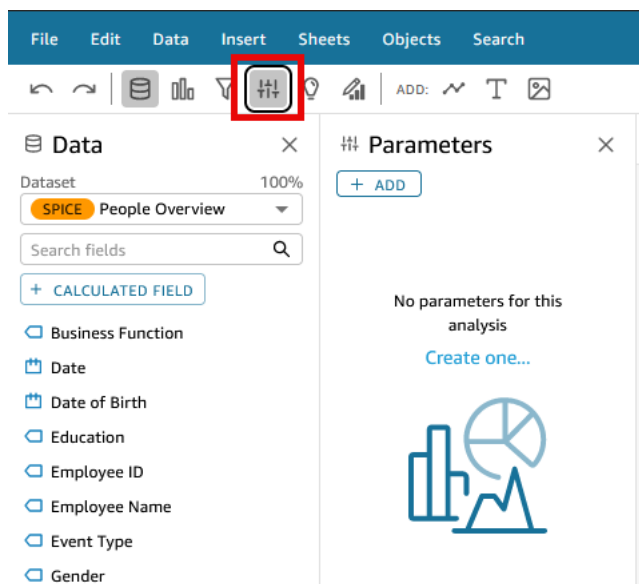 File Edit Data Insert Sheets Objects Search
ADD: T
Data
Parameters
Dataset 100%
SPICE People Overview
+ ADD
Search fields
+ CALCULATED FIELD
No parameters for this
analysis
Create one...
Business Function
Date
Date of Birth
Education
Employee ID
Employee Name
Event Type
Gender